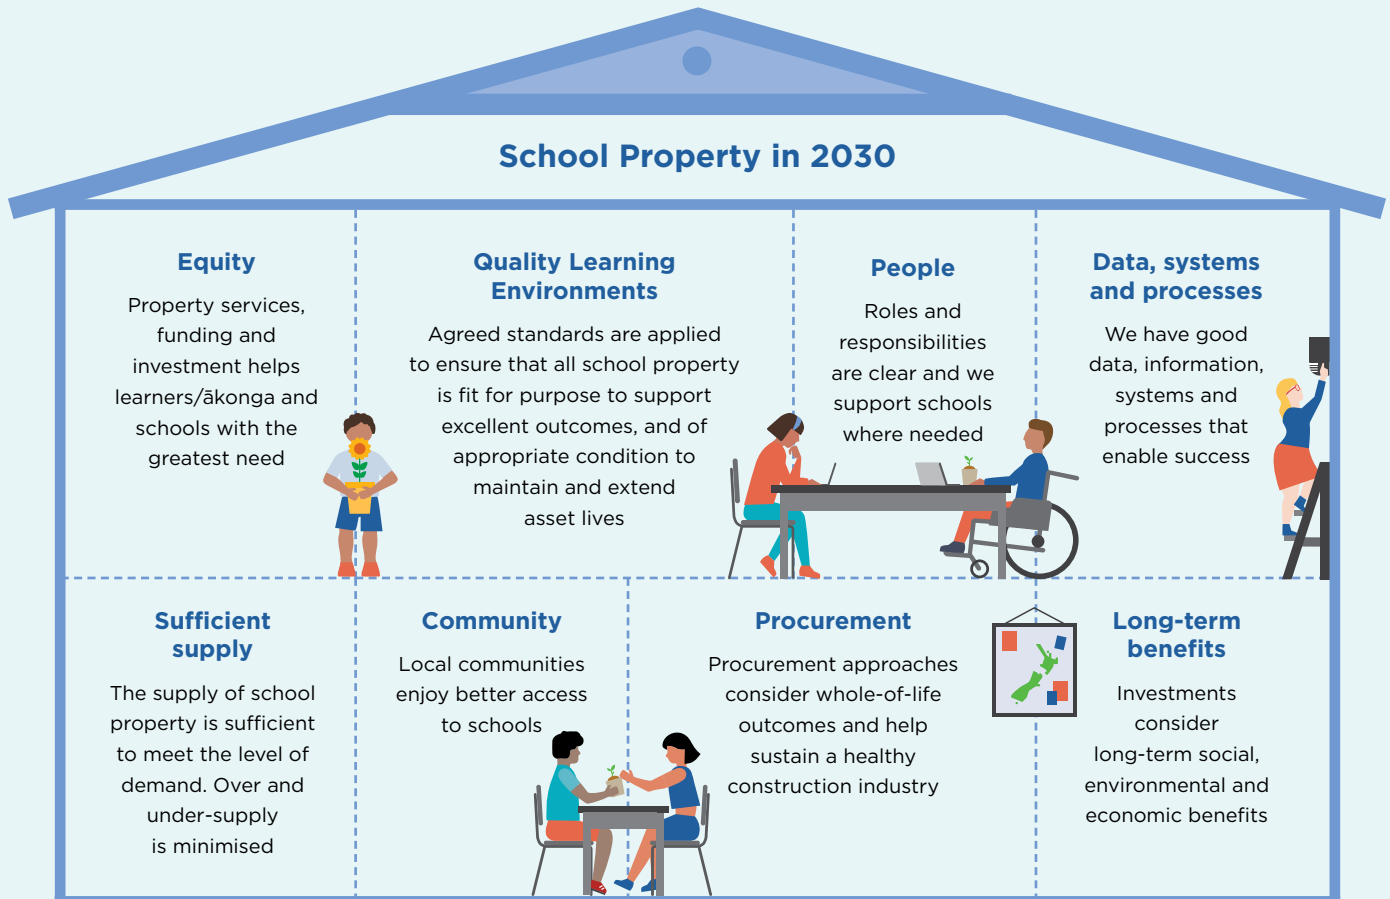 School Property in 2030
Equity
Property services,
funding and
investment helps
learners/ākonga and
schools with the
greatest need
Quality Learning
Environments
Agreed standards are applied
to ensure that all school property
is fit for purpose to support
excellent outcomes, and of
appropriate condition to
maintain and extend
asset lives
People
Roles and
responsibilities
are clear and we
support schools
where needed
Data, systems
and processes
We have good
data, information,
systems and
processes that
enable success
Sufficient
supply
The supply of school
property is sufficient
to meet the level of
demand. Over and
under-supply
is minimised
Community
Local communities
enjoy better access
to schools
Procurement
Procurement approaches
consider whole-of-life
outcomes and help
sustain a healthy
construction industry
Long-term
benefits
Investments
consider
long-term social,
environmental and
economic benefits